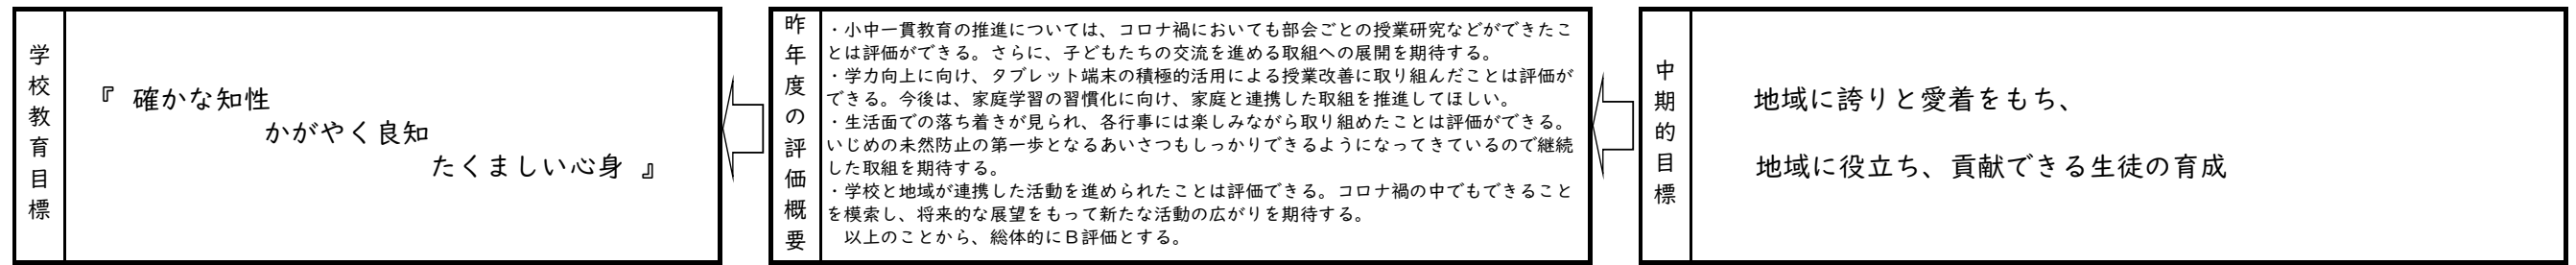 学校教育目標
『 確かな知性
かがやく良知
たくましい心身 』
昨年度の評価概要
・小中一貫教育の推進については、コロナ禍においても部会ごとの授業研究などができたこ
とは評価ができる。さらに、子どもたちの交流を進める取組への展開を期待する。
・学力向上に向け、タブレット端末の積極的活用による授業改善に取り組んだことは評価が
できる。今後は、家庭学習の習慣化に向け、家庭と連携した取組を推進してほしい。
・生活面での落ち着きが見られ、各行事には楽しみながら取り組めたことは評価ができる。
いじめの未然防止の第一歩となるあいさつもしっかりできるようになってきているので継続
した取組を期待する。
・学校と地域が連携した活動を進められたことは評価できる。コロナ禍の中でもできること
を模索し、将来的な展望をもって新たな活動の広がりを期待する。
　以上のことから、総体的にＢ評価とする。
中期的目標
地域に誇りと愛着をもち、
地域に役立ち、貢献できる生徒の育成